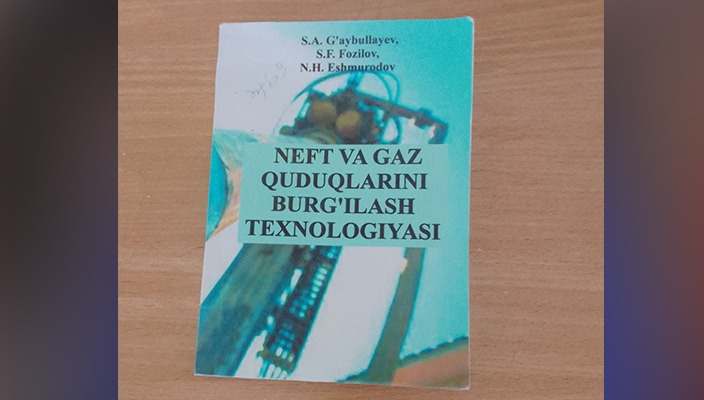 S.A. G'aybullayev,
S.F. Fozilov,
N.H. Eshmurodov
NEFT VA GAZ
QUDUQLARINI
BURG'ILASH
TEXNOLOGIYASI